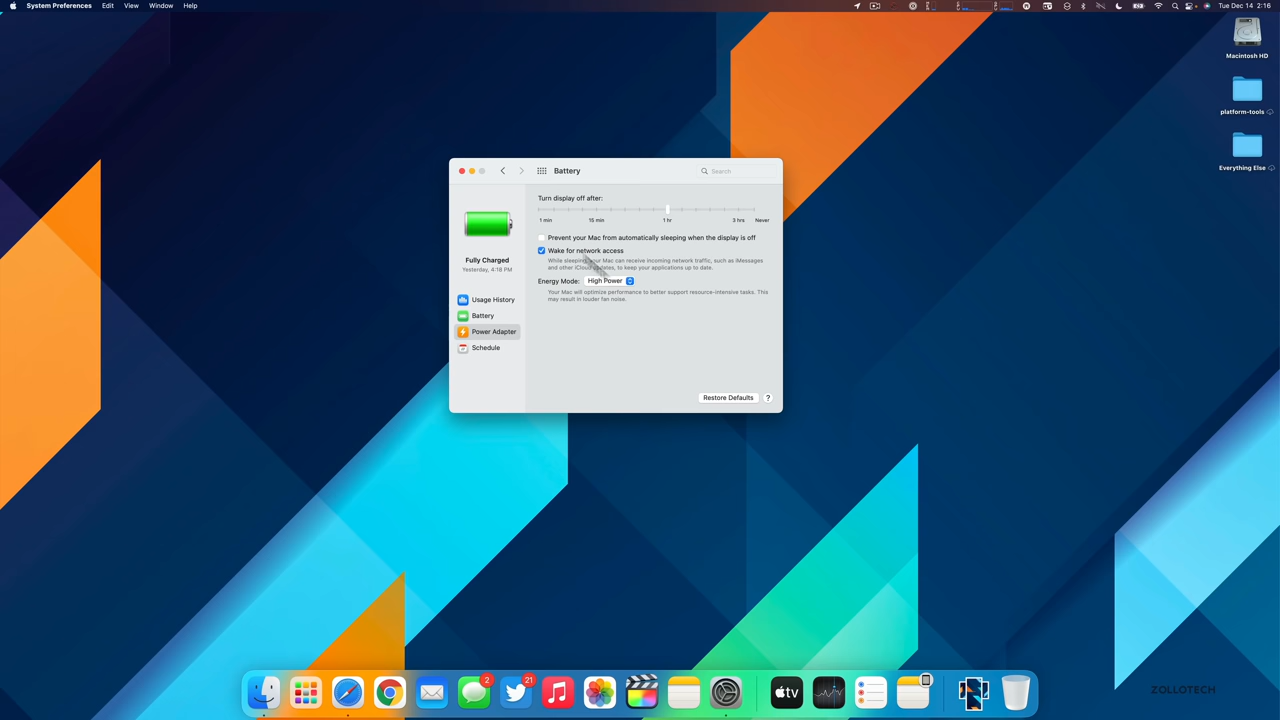 System Preferences Edit View Window Help
Tue Dec 14 2:16
Macintosh HD
platform-tools
Everything Else
Battery
Search
Turn display off after:
1 min 15 min 1 hr 3 hrs Never
Prevent your Mac from automatically sleeping when the display is off
Wake for network access
While sleeping, your Mac can receive incoming network traffic, such as iMessages
and other iCloud updates, to keep your applications up to date.
Energy Mode: High Power
Your Mac will optimize performance to better support resource-intensive tasks. This
may result in louder fan noise.
Fully Charged
Yesterday, 4:18 PM
Usage History
Battery
Power Adapter
Schedule
Restore Defaults ?
2
21
tv
ZOLLOTECH